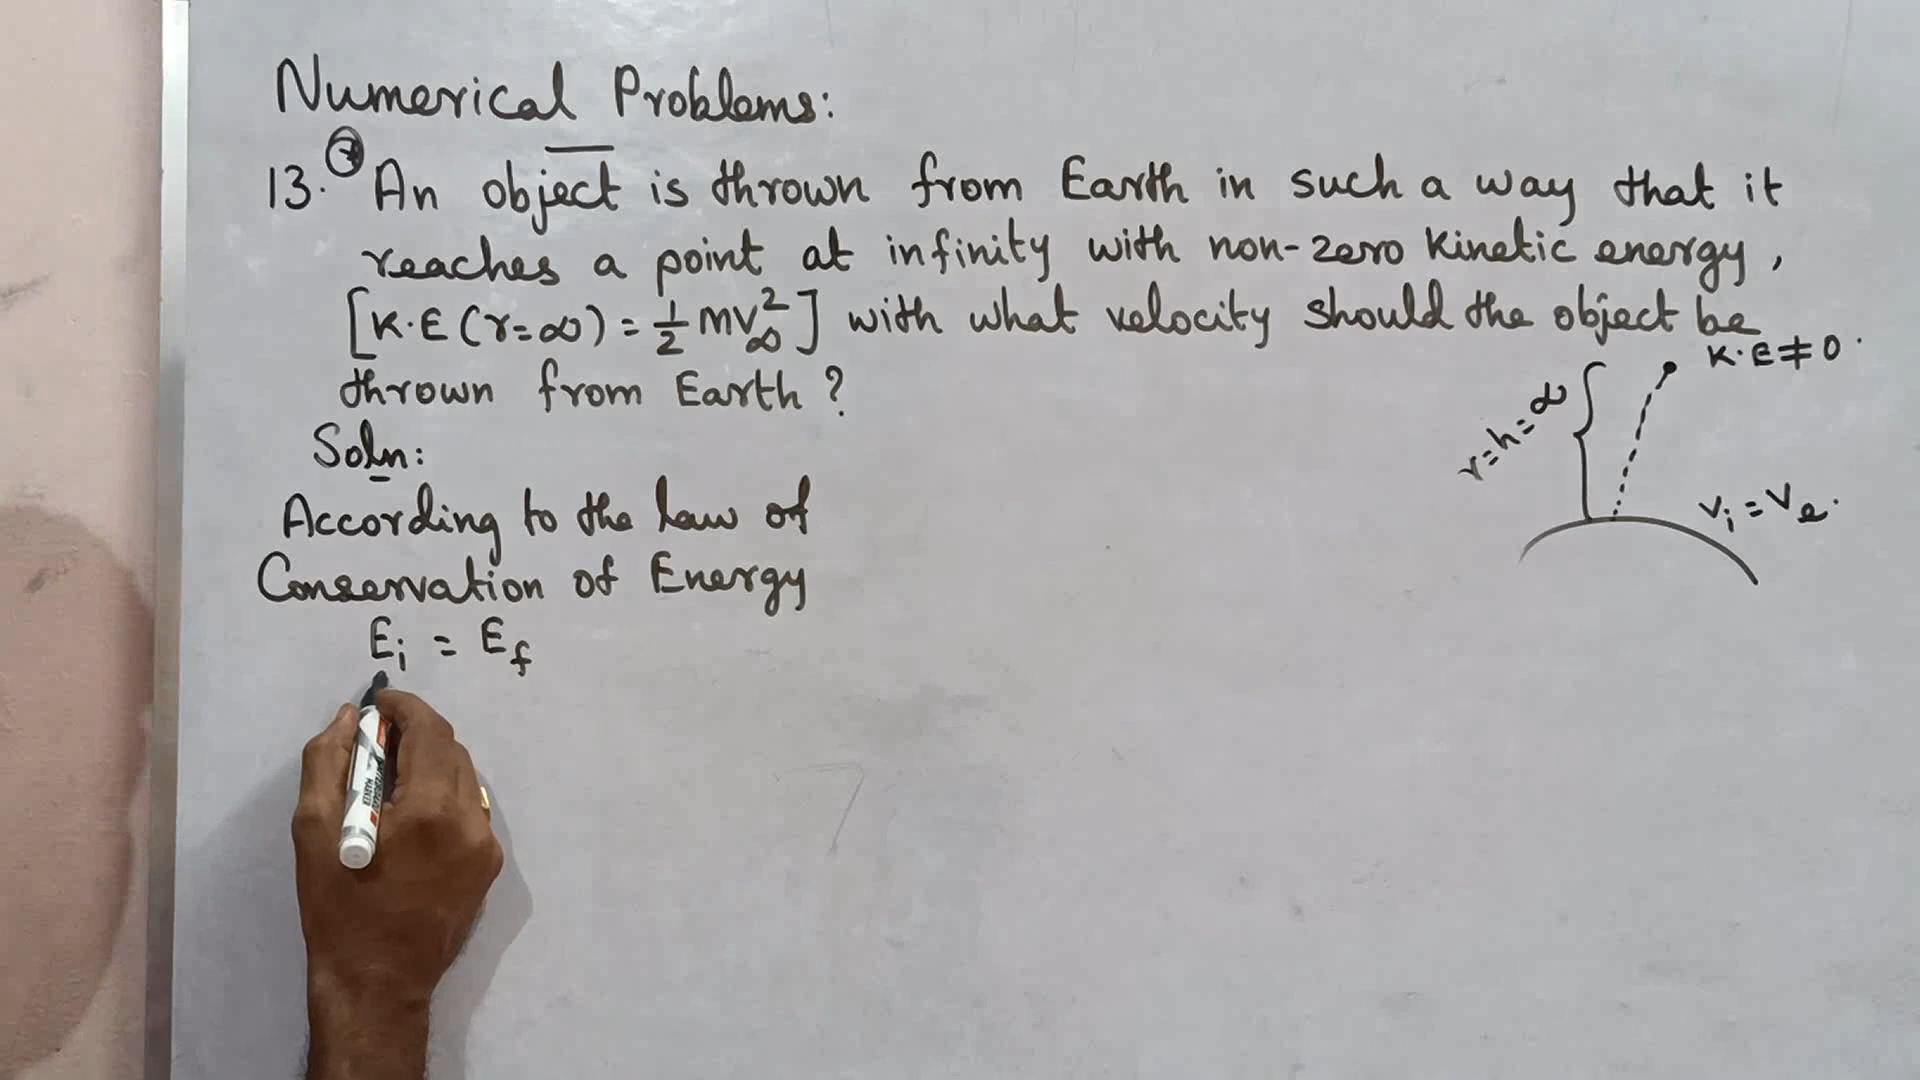 Numerical Problems:
13. * An object is thrown from Earth in such a way that it
reaches a point at infinity with non-zero kinetic energy,
[K.E (r=∞) = 1/2 mv∞²] with what velocity should the object be
thrown from Earth?
K.E ≠ 0.
r=h=∞
vi = ve.
Soln:
According to the law of
Conservation of Energy
Ei = Ef
MARKER